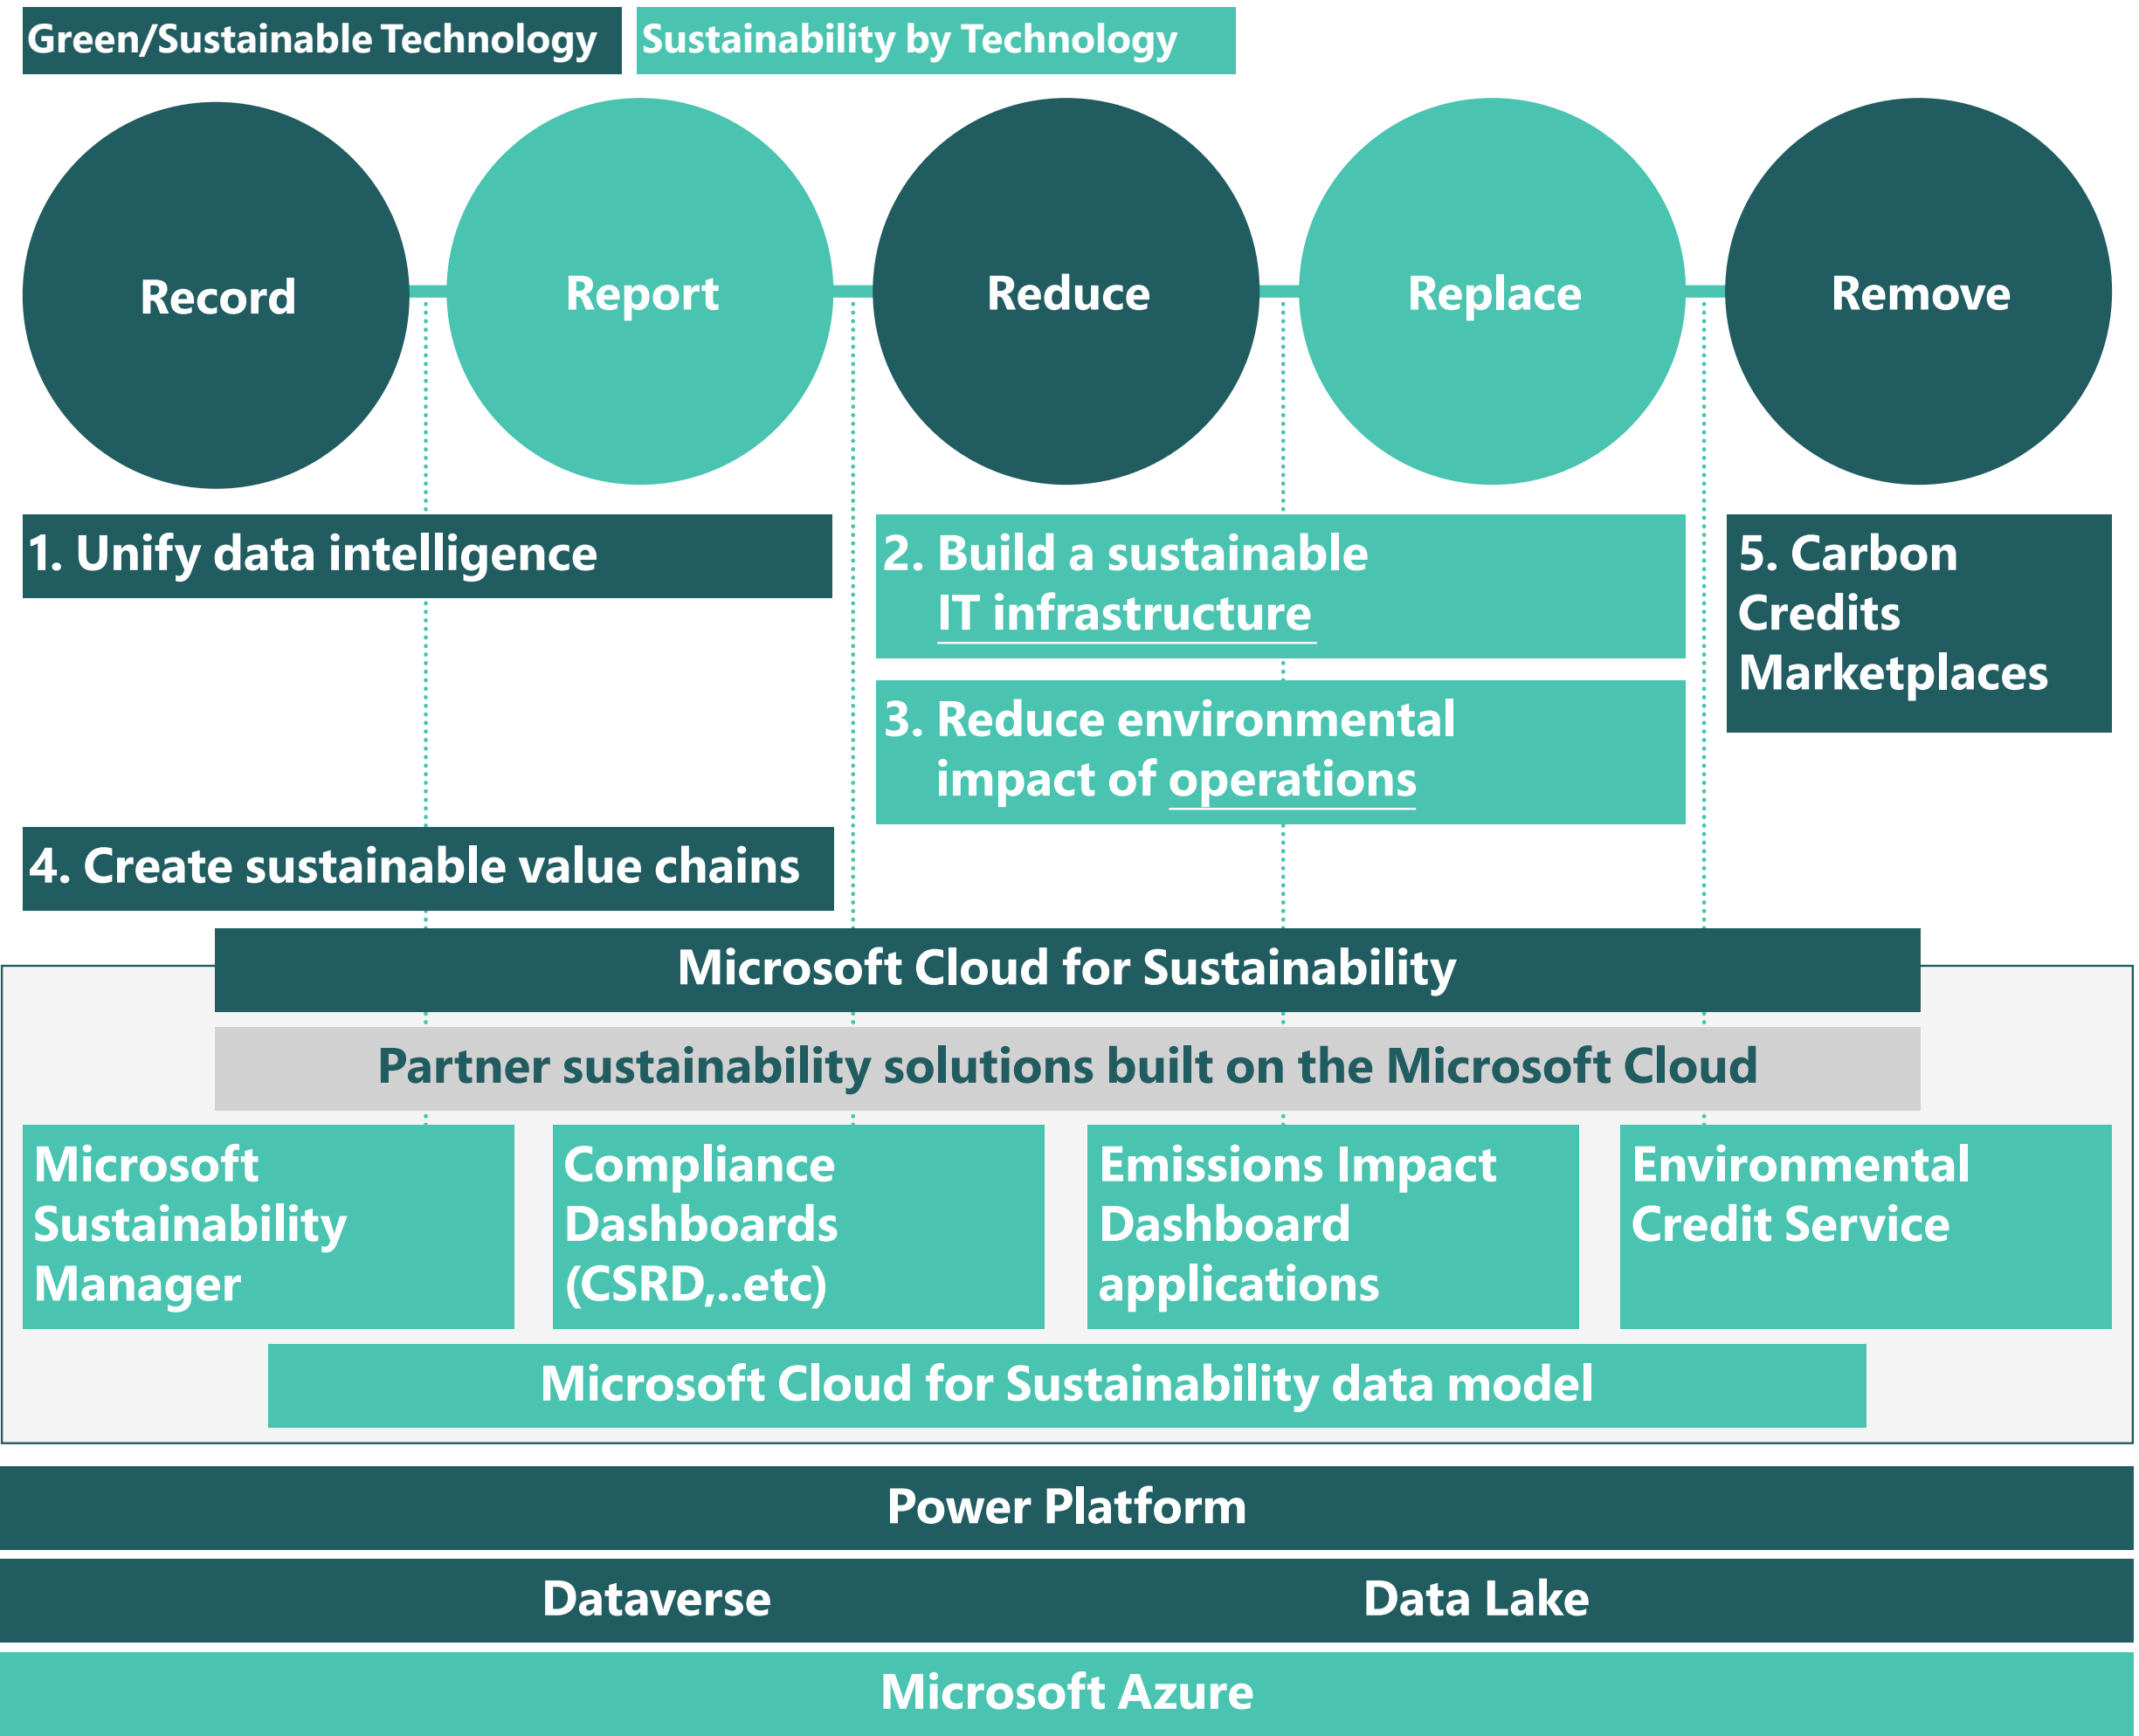 Green/Sustainable Technology
Sustainability by Technology
Record
Report
Reduce
Replace
Remove
1. Unify data intelligence
2. Build a sustainable
IT infrastructure
3. Reduce environmental
impact of operations
5. Carbon
Credits
Marketplaces
4. Create sustainable value chains
Microsoft Cloud for Sustainability
Partner sustainability solutions built on the Microsoft Cloud
Microsoft
Sustainability
Manager
Compliance
Dashboards
(CSRD,..etc)
Emissions Impact
Dashboard
applications
Environmental
Credit Service
Microsoft Cloud for Sustainability data model
Power Platform
Dataverse
Data Lake
Microsoft Azure